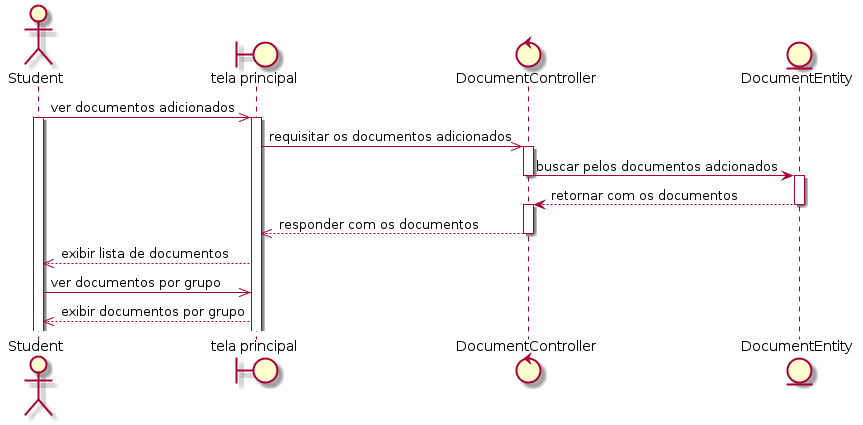 Student
tela principal
DocumentController
DocumentEntity
ver documentos adicionados
requisitar os documentos adicionados
buscar pelos documentos adcionados
retornar com os documentos
responder com os documentos
exibir lista de documentos
ver documentos por grupo
exibir documentos por grupo
Student
tela principal
DocumentController
DocumentEntity